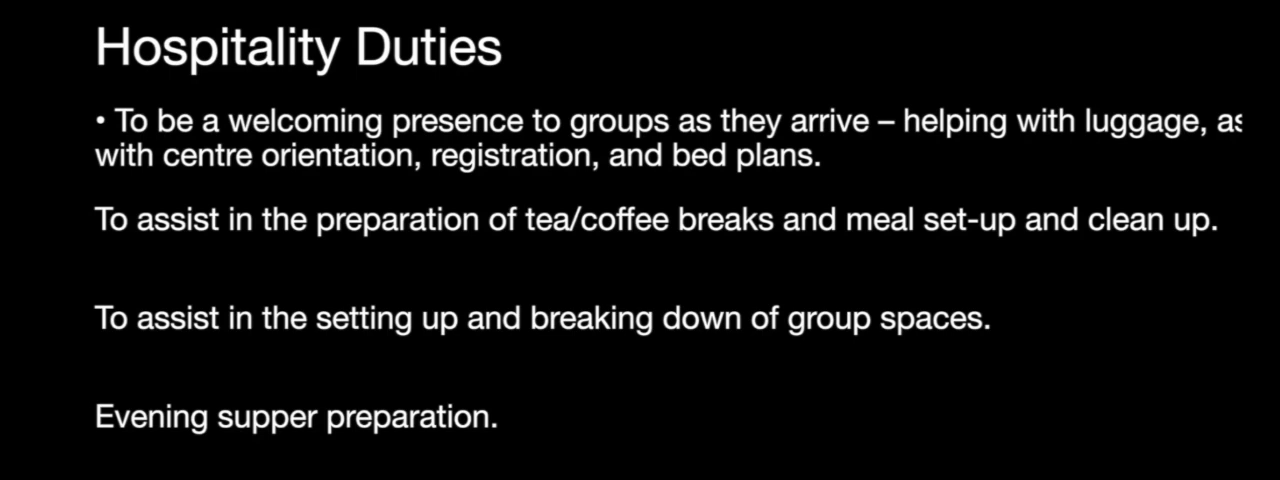 Hospitality Duties
• To be a welcoming presence to groups as they arrive – helping with luggage,
with centre orientation, registration, and bed plans.
To assist in the preparation of tea/coffee breaks and meal set-up and clean up.
To assist in the setting up and breaking down of group spaces.
Evening supper preparation.